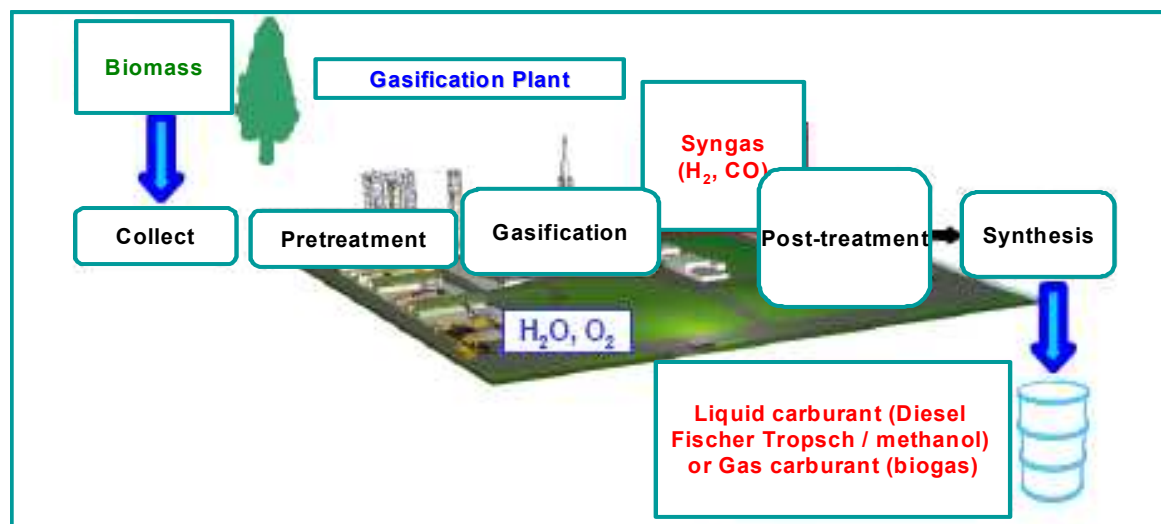 Biomass
Gasification Plant
Syngas
(H₂, CO)
Collect
Pretreatment
Gasification
Post-treatment
Synthesis
H₂O, O₂
Liquid carburant (Diesel
Fischer Tropsch / methanol)
or Gas carburant (biogas)